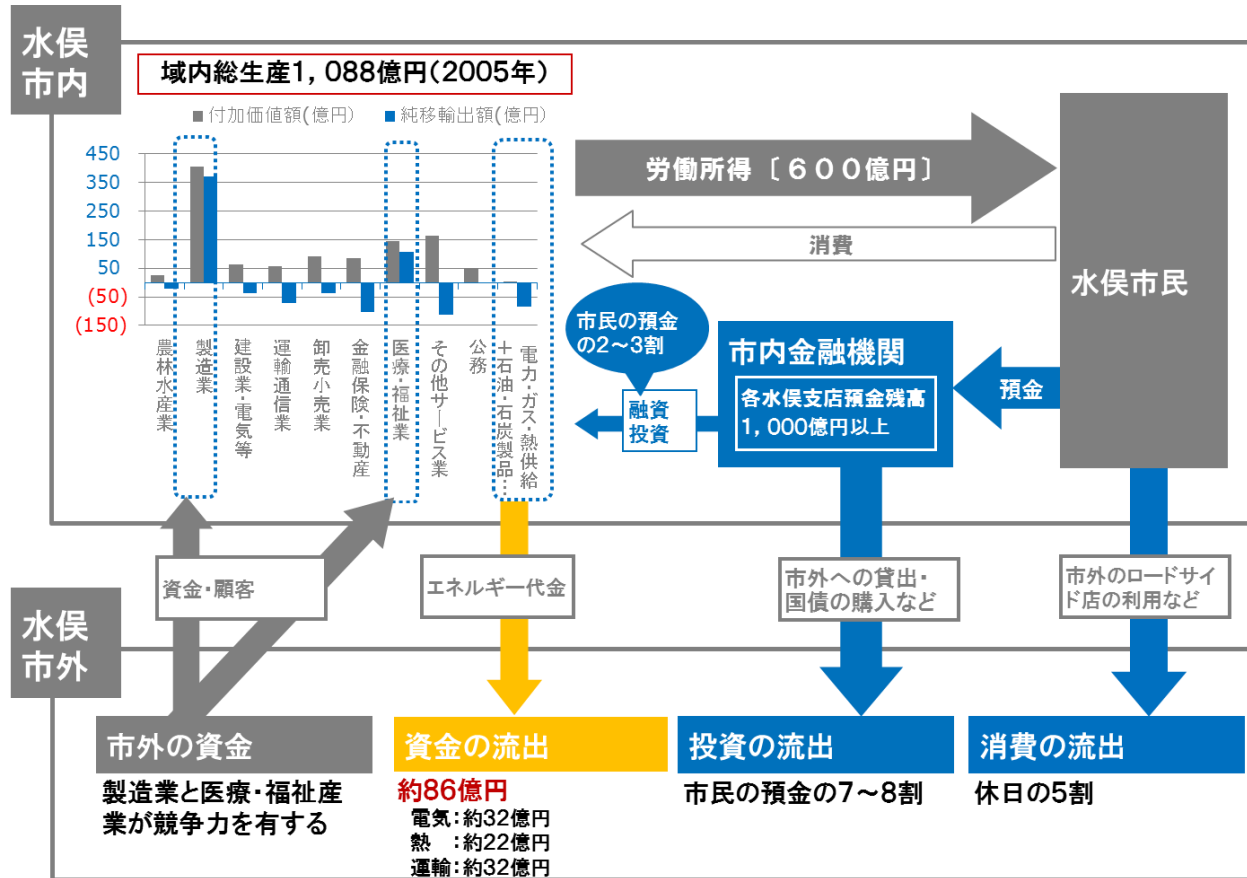 水俣
市内
域内総生産1,088億円(2005年)
■付加価値額(億円) ■純移輸出額(億円)
450
350
250
150
50
(50)
(150)
農林水産業
製造業
建設業・電気等
運輸通信業
卸売小売業
金融保険・不動産
医療・福祉業
その他サービス業
公務
電力・ガス・熱供給
+石油・石炭製品…
労働所得〔600億円〕
消費
水俣市民
市民の預金
の2~3割
融資
投資
市内金融機関
各水俣支店預金残高
1,000億円以上
預金
資金・顧客
エネルギー代金
市外への貸出・
国債の購入など
市外のロードサイ
ド店の利用など
水俣
市外
市外の資金
製造業と医療・福祉産
業が競争力を有する
資金の流出
約86億円
電気:約32億円
熱 :約22億円
運輸:約32億円
投資の流出
市民の預金の7~8割
消費の流出
休日の5割